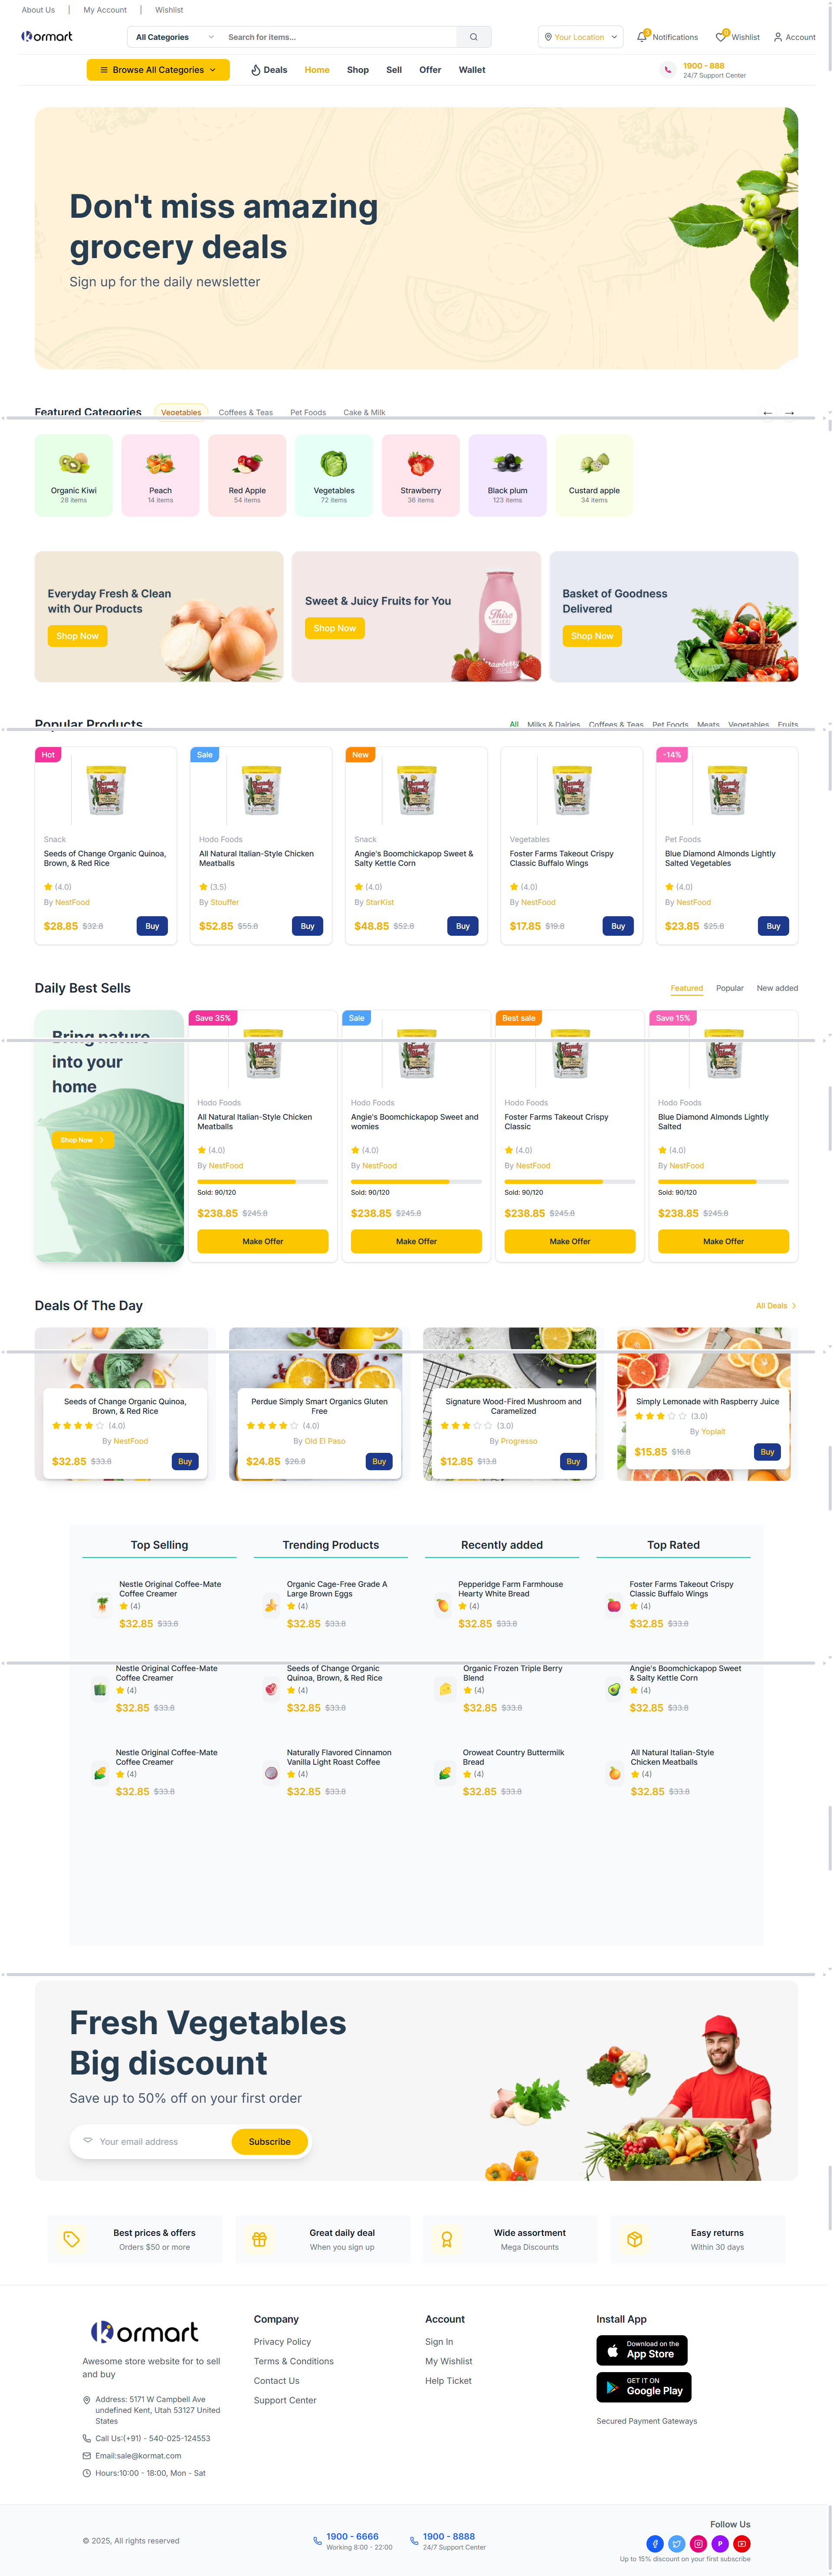 About Us | My Account | Wishlist
Kormart
All Categories Search for items... Your Location 3 Notifications 0 Wishlist Account
Browse All Categories Deals Home Shop Sell Offer Wallet
1900 - 888
24/7 Support Center
Don't miss amazing
grocery deals
Sign up for the daily newsletter
Featured Categories Vegetables Coffees & Teas Pet Foods Cake & Milk ← →
Organic Kiwi
28 items
Peach
14 items
Red Apple
54 items
Vegetables
72 items
Strawberry
36 items
Black plum
123 items
Custard apple
34 items
Everyday Fresh & Clean
with Our Products
Shop Now
Sweet & Juicy Fruits for You
Shop Now
Basket of Goodness
Delivered
Shop Now
Popular Products All Milks & Dairies Coffees & Teas Pet Foods Meats Vegetables Fruits
Hot
Snack
Seeds of Change Organic Quinoa,
Brown, & Red Rice
(4.0)
By NestFood
$28.85 $32.8 Buy
Sale
Hodo Foods
All Natural Italian-Style Chicken
Meatballs
(3.5)
By Stouffer
$52.85 $55.8 Buy
New
Snack
Angie's Boomchickapop Sweet &
Salty Kettle Corn
(4.0)
By StarKist
$48.85 $52.8 Buy
Vegetables
Foster Farms Takeout Crispy
Classic Buffalo Wings
(4.0)
By NestFood
$17.85 $19.8 Buy
-14%
Pet Foods
Blue Diamond Almonds Lightly
Salted Vegetables
(4.0)
By NestFood
$23.85 $25.8 Buy
Daily Best Sells Featured Popular New added
Bring nature
into your
home
Shop Now
Save 35%
Hodo Foods
All Natural Italian-Style Chicken
Meatballs
(4.0)
By NestFood
Sold: 90/120
$238.85 $245.8
Make Offer
Sale
Hodo Foods
Angie's Boomchickapop Sweet and
womies
(4.0)
By NestFood
Sold: 90/120
$238.85 $245.8
Make Offer
Best sale
Hodo Foods
Foster Farms Takeout Crispy
Classic
(4.0)
By NestFood
Sold: 90/120
$238.85 $245.8
Make Offer
Save 15%
Hodo Foods
Blue Diamond Almonds Lightly
Salted
(4.0)
By NestFood
Sold: 90/120
$238.85 $245.8
Make Offer
Deals Of The Day All Deals
Seeds of Change Organic Quinoa,
Brown, & Red Rice
(4.0)
By NestFood
$32.85 $33.8 Buy
Perdue Simply Smart Organics Gluten
Free
(4.0)
By Old El Paso
$24.85 $26.8 Buy
Signature Wood-Fired Mushroom and
Caramelized
(3.0)
By Progresso
$12.85 $13.8 Buy
Simply Lemonade with Raspberry Juice
(3.0)
By Yoplait
$15.85 $16.8 Buy
Top Selling
Nestle Original Coffee-Mate
Coffee Creamer
(4)
$32.85 $33.8
Nestle Original Coffee-Mate
Coffee Creamer
(4)
$32.85 $33.8
Nestle Original Coffee-Mate
Coffee Creamer
(4)
$32.85 $33.8
Trending Products
Organic Cage-Free Grade A
Large Brown Eggs
(4)
$32.85 $33.8
Seeds of Change Organic
Quinoa, Brown, & Red Rice
(4)
$32.85 $33.8
Naturally Flavored Cinnamon
Vanilla Light Roast Coffee
(4)
$32.85 $33.8
Recently added
Pepperidge Farm Farmhouse
Hearty White Bread
(4)
$32.85 $33.8
Organic Frozen Triple Berry
Blend
(4)
$32.85 $33.8
Oroweat Country Buttermilk
Bread
(4)
$32.85 $33.8
Top Rated
Foster Farms Takeout Crispy
Classic Buffalo Wings
(4)
$32.85 $33.8
Angie's Boomchickapop Sweet
& Salty Kettle Corn
(4)
$32.85 $33.8
All Natural Italian-Style
Chicken Meatballs
(4)
$32.85 $33.8
Fresh Vegetables
Big discount
Save up to 50% off on your first order
Your email address Subscribe
Best prices & offers
Orders $50 or more
Great daily deal
When you sign up
Wide assortment
Mega Discounts
Easy returns
Within 30 days
Kormart
Awesome store website for to sell
and buy
Address: 5171 W Campbell Ave
undefined Kent, Utah 53127 United
States
Call Us:(+91) - 540-025-124553
Email:sale@kormat.com
Hours:10:00 - 18:00, Mon - Sat
Company
Privacy Policy
Terms & Conditions
Contact Us
Support Center
Account
Sign In
My Wishlist
Help Ticket
Install App
Download on the
App Store
GET IT ON
Google Play
Secured Payment Gateways
© 2025, All rights reserved
1900 - 6666
Working 8:00 - 22:00
1900 - 8888
24/7 Support Center
Follow Us
P
Up to 15% discount on your first subscribe